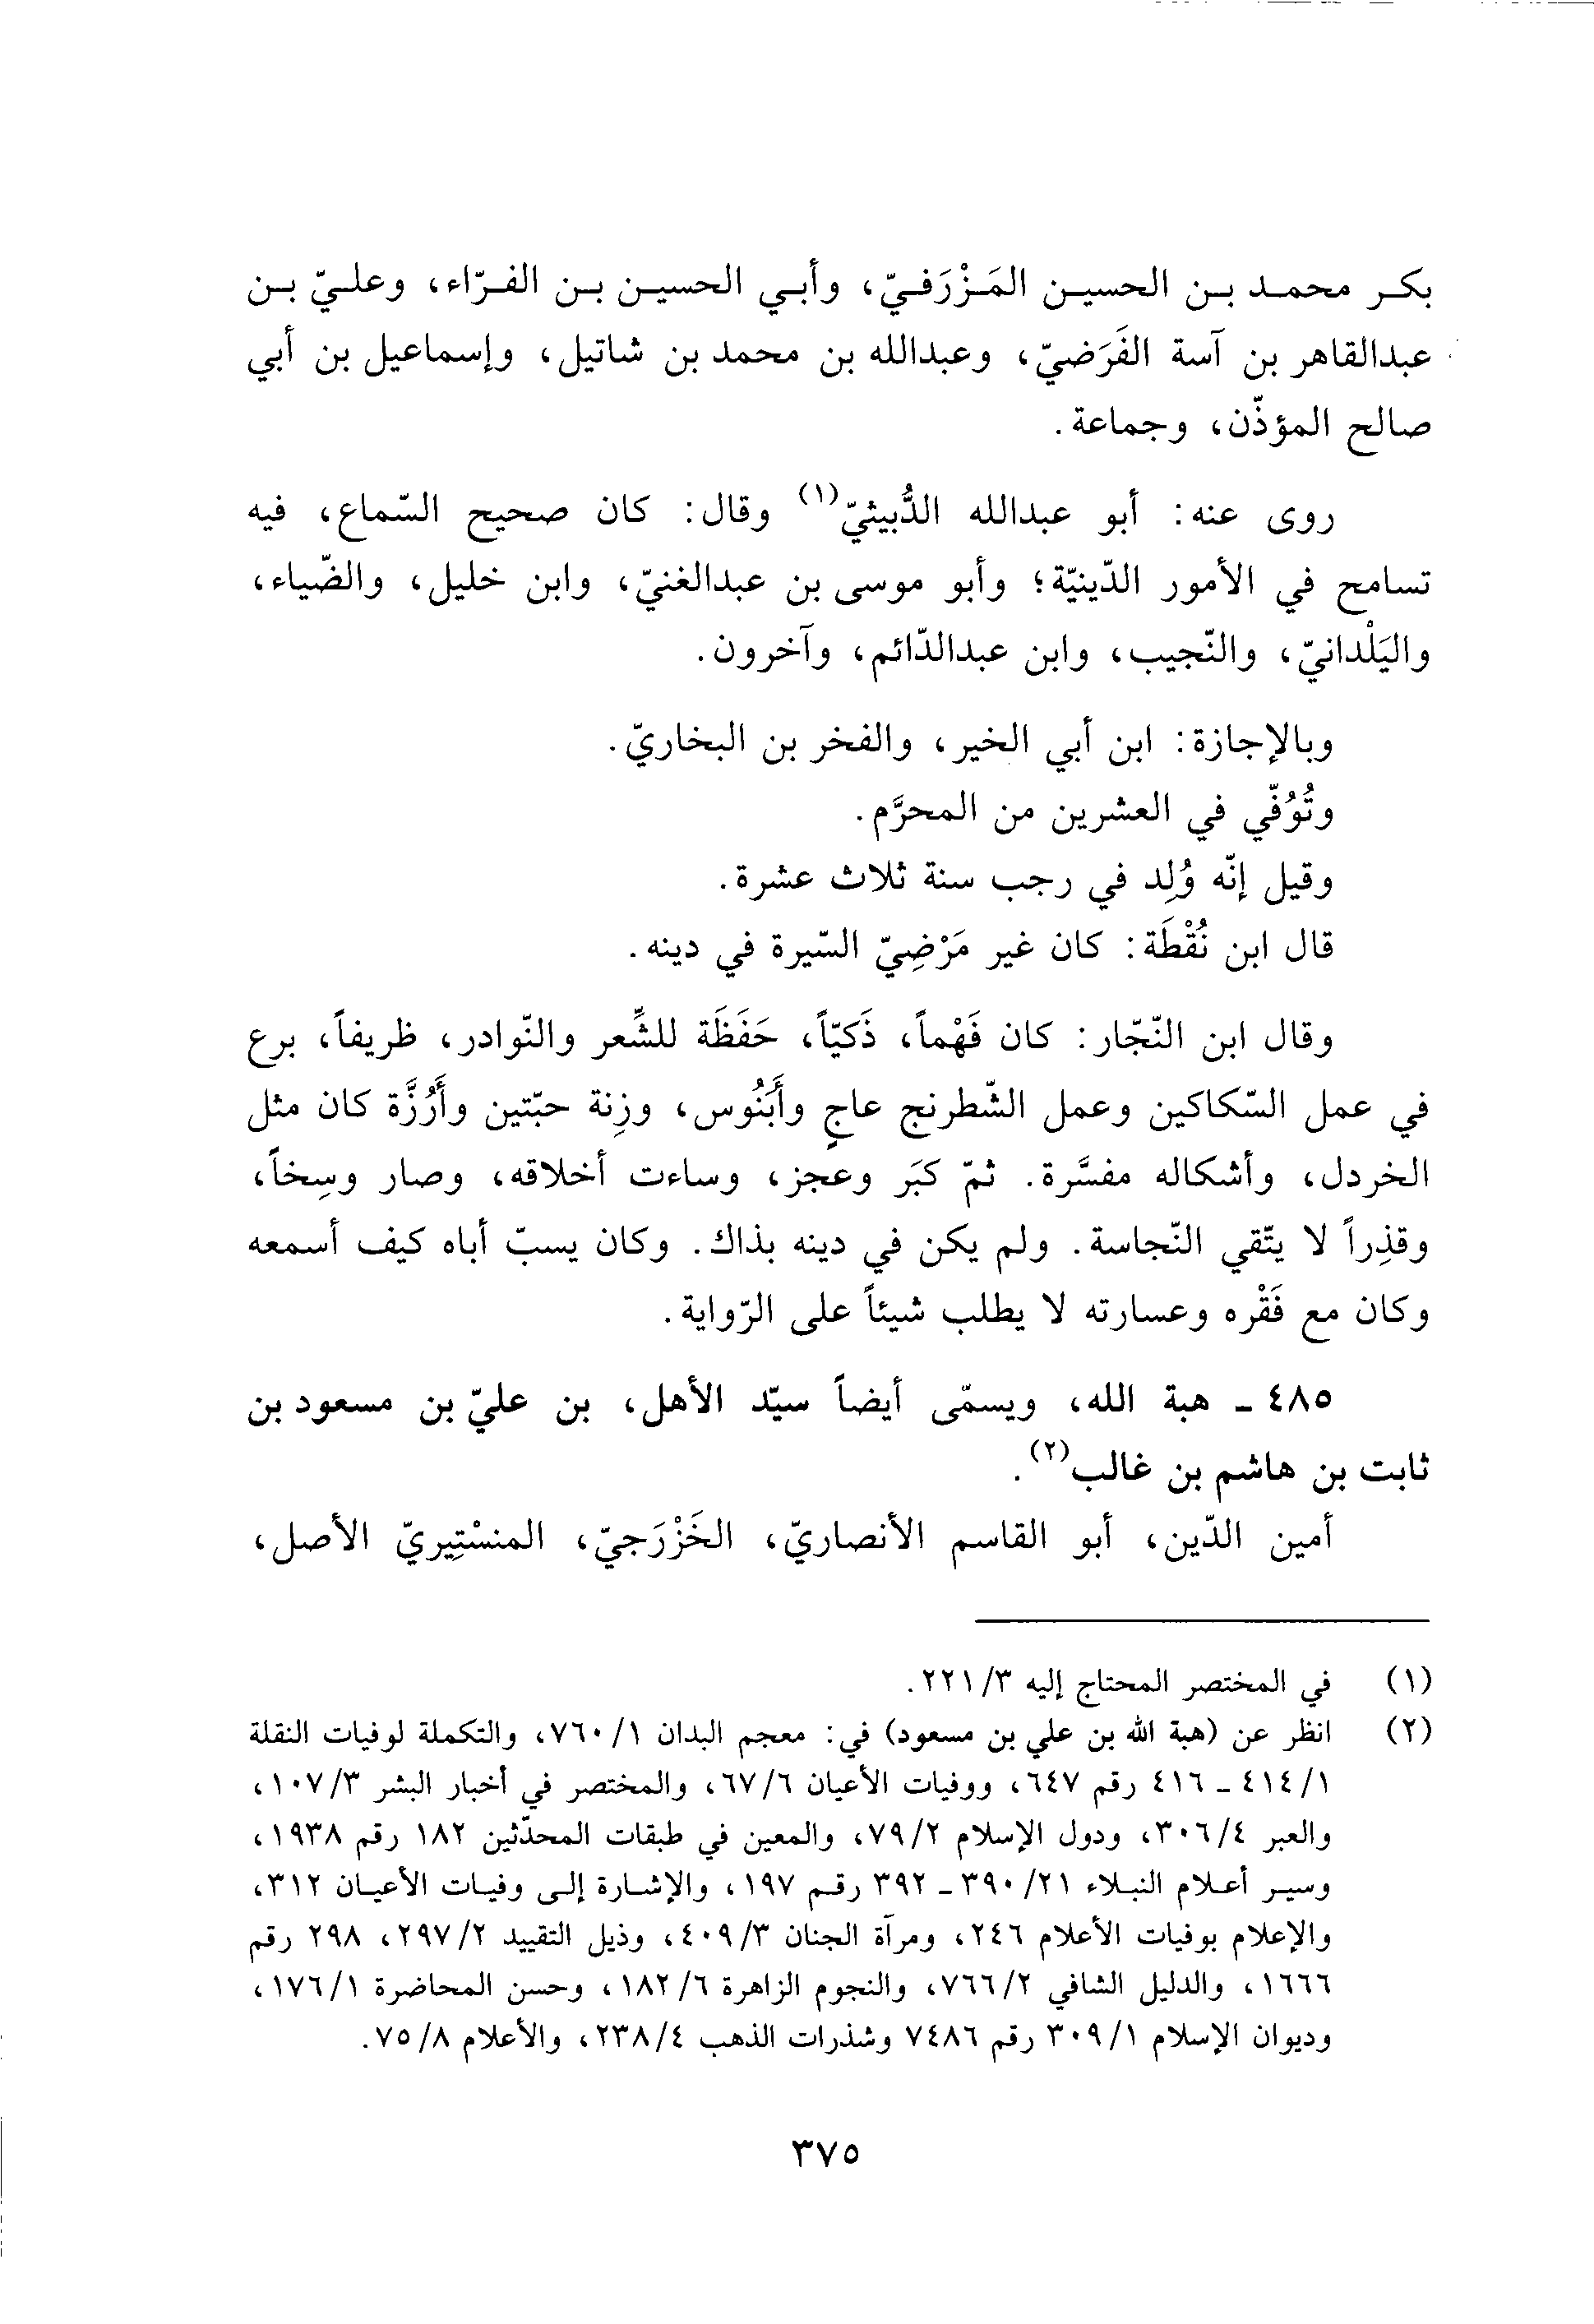 بكر محمد بن الحسين المَزْرَفيّ، وأبي الحسين بن الفرّاء، وعليّ بن
عبدالقاهر بن آسة الفَرَضيّ، وعبدالله بن محمد بن شاتيل، وإسماعيل بن أبي
صالح المؤذّن، وجماعة.
روى عنه: أبو عبدالله الدُّبيثيّ(١) وقال: كان صحيح السّماع، فيه
تسامح في الأمور الدّينيّة؛ وأبو موسى بن عبدالغنيّ، وابن خليل، والضّياء،
واليَلْدانيّ، والنّجيب، وابن عبدالدّائم، وآخرون.
وبالإجازة: ابن أبي الخير، والفخر بن البخاريّ.
وتُوُفّي في العشرين من المحرَّم.
وقيل إنّه وُلِد في رجب سنة ثلاث عشرة.
قال ابن نُقْطَة: كان غير مَرْضِيّ السّيرة في دينه.
وقال ابن النّجّار: كان فَهْماً، ذَكيّاً، حَفَظَة للشِّعر والنّوادر، ظريفاً، برع
في عمل السّكاكين وعمل الشّطرنج عاجٍ وأَبَنُوس، وزِنة حبّتين وأَرُزَّة كان مثل
الخردل، وأشكاله مفسَّرة. ثمّ كبَر وعجز، وساءت أخلاقه، وصار وسِخاً،
وقذِراً لا يتّقي النّجاسة. ولم يكن في دينه بذاك. وكان يسبّ أباه كيف أسمعه
وكان مع فَقْره وعسارته لا يطلب شيئاً على الرّواية.
٤٨٥ ـ هبة الله، ويسمّى أيضاً سيّد الأهل، بن عليّ بن مسعود بن
ثابت بن هاشم بن غالب(٢).
أمين الدّين، أبو القاسم الأنصاريّ، الخَزْرَجيّ، المنسْتِيريّ الأصل،
(١) في المختصر المحتاج إليه ٣/٢٢١.
(٢) انظر عن (هبة الله بن علي بن مسعود) في: معجم البدان ١/٧٦٠، والتكملة لوفيات النقلة
١/٤١٤ ـ ٤١٦ رقم ٦٤٧، ووفيات الأعيان ٦/٦٧، والمختصر في أخبار البشر ٣/١٠٧،
والعبر ٤/٣٠٦، ودول الإسلام ٢/٧٩، والمعين في طبقات المحدّثين ١٨٢ رقم ١٩٣٨،
وسير أعلام النبلاء ٢١/٣٩٠ ـ ٣٩٢ رقم ١٩٧، والإشارة إلى وفيات الأعيان ٣١٢،
والإعلام بوفيات الأعلام ٢٤٦، ومرآة الجنان ٣/٤٠٩، وذيل التقييد ٢/٢٩٧، ٢٩٨ رقم
١٦٦٦، والدليل الشافي ٢/٧٦٦، والنجوم الزاهرة ٦/١٨٢، وحسن المحاضرة ١/١٧٦،
وديوان الإسلام ١/٣٠٩ رقم ٧٤٨٦ وشذرات الذهب ٤/٢٣٨، والأعلام ٨/٧٥.
٣٧٥